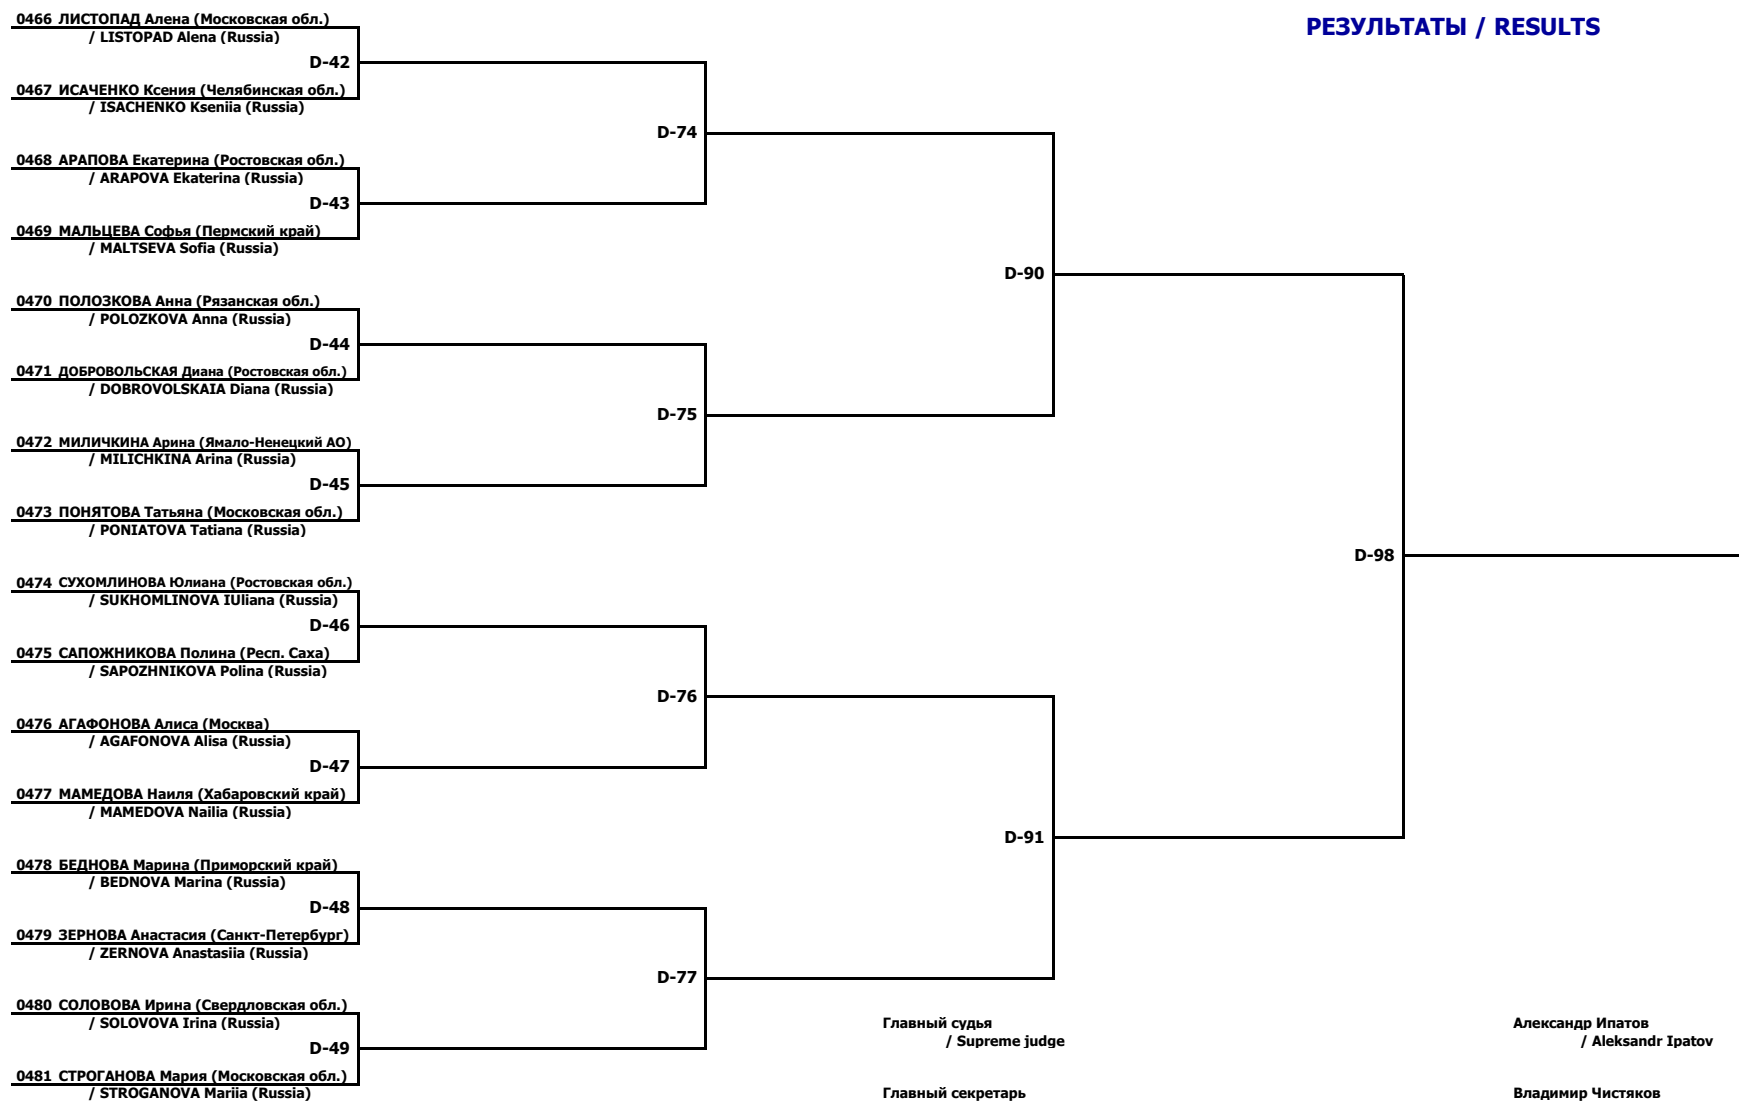 0466 ЛИСТОПАД Алена (Московская обл.)
/ LISTOPAD Alena (Russia)
РЕЗУЛЬТАТЫ / RESULTS
D-42
0467 ИСАЧЕНКО Ксения (Челябинская обл.)
/ ISACHENKO Kseniia (Russia)
D-74
0468 АРАПОВА Екатерина (Ростовская обл.)
/ ARAPOVA Ekaterina (Russia)
D-43
0469 МАЛЬЦЕВА Софья (Пермский край)
/ MALTSEVA Sofia (Russia)
D-90
0470 ПОЛОЗКОВА Анна (Рязанская обл.)
/ POLOZKOVA Anna (Russia)
D-44
0471 ДОБРОВОЛЬСКАЯ Диана (Ростовская обл.)
/ DOBROVOLSKAIA Diana (Russia)
D-75
0472 МИЛИЧКИНА Арина (Ямало-Ненецкий АО)
/ MILICHKINA Arina (Russia)
D-45
0473 ПОНЯТОВА Татьяна (Московская обл.)
/ PONIATOVA Tatiana (Russia)
D-98
0474 СУХОМЛИНОВА Юлиана (Ростовская обл.)
/ SUKHOMLINOVA IUliana (Russia)
D-46
0475 САПОЖНИКОВА Полина (Респ. Саха)
/ SAPOZHNIKOVA Polina (Russia)
D-76
0476 АГАФОНОВА Алиса (Москва)
/ AGAFONOVA Alisa (Russia)
D-47
0477 МАМЕДОВА Наиля (Хабаровский край)
/ MAMEDOVA Nailia (Russia)
D-91
0478 БЕДНОВА Марина (Приморский край)
/ BEDNOVA Marina (Russia)
D-48
0479 ЗЕРНОВА Анастасия (Санкт-Петербург)
/ ZERNOVA Anastasiia (Russia)
D-77
0480 СОЛОВОВА Ирина (Свердловская обл.)
/ SOLOVOVA Irina (Russia)
Главный судья
/ Supreme judge
Александр Ипатов
/ Aleksandr Ipatov
D-49
0481 СТРОГАНОВА Мария (Московская обл.)
/ STROGANOVA Mariia (Russia)
Главный секретарь
Владимир Чистяков